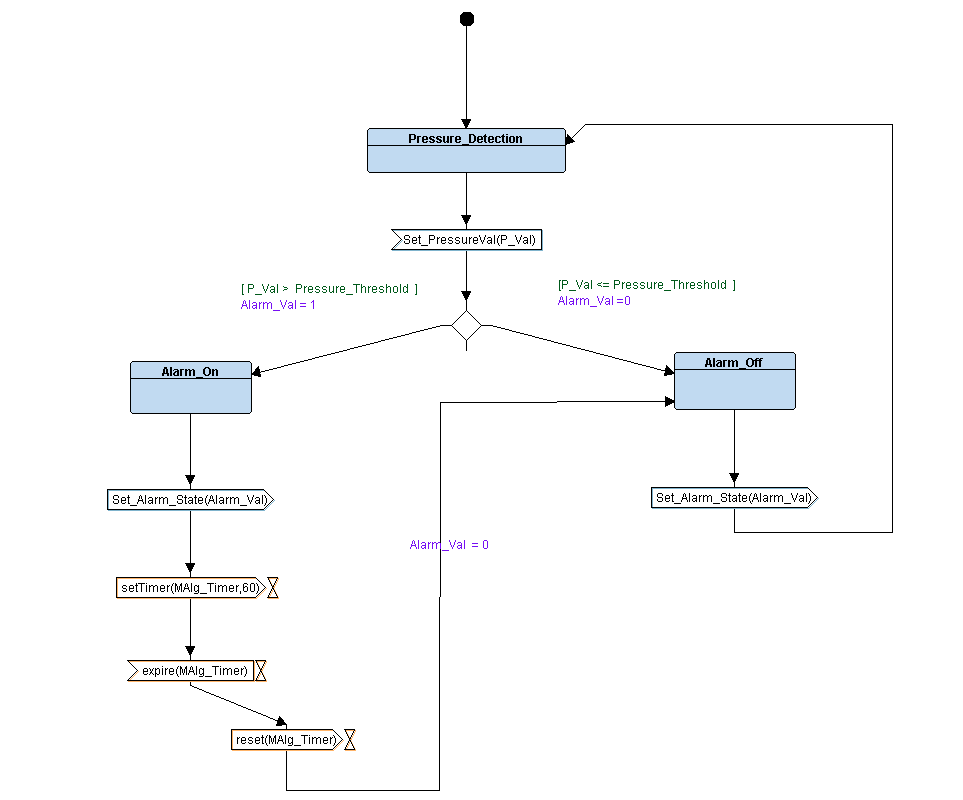 Pressure_Detection
Set_PressureVal(P_Val)
[ P_Val > Pressure_Threshold ]
Alarm_Val = 1
[P_Val <= Pressure_Threshold ]
Alarm_Val =0
Alarm_On
Alarm_Off
Set_Alarm_State(Alarm_Val)
Set_Alarm_State(Alarm_Val)
Alarm_Val = 0
setTimer(MAlg_Timer,60)
expire(MAlg_Timer)
reset(MAlg_Timer)